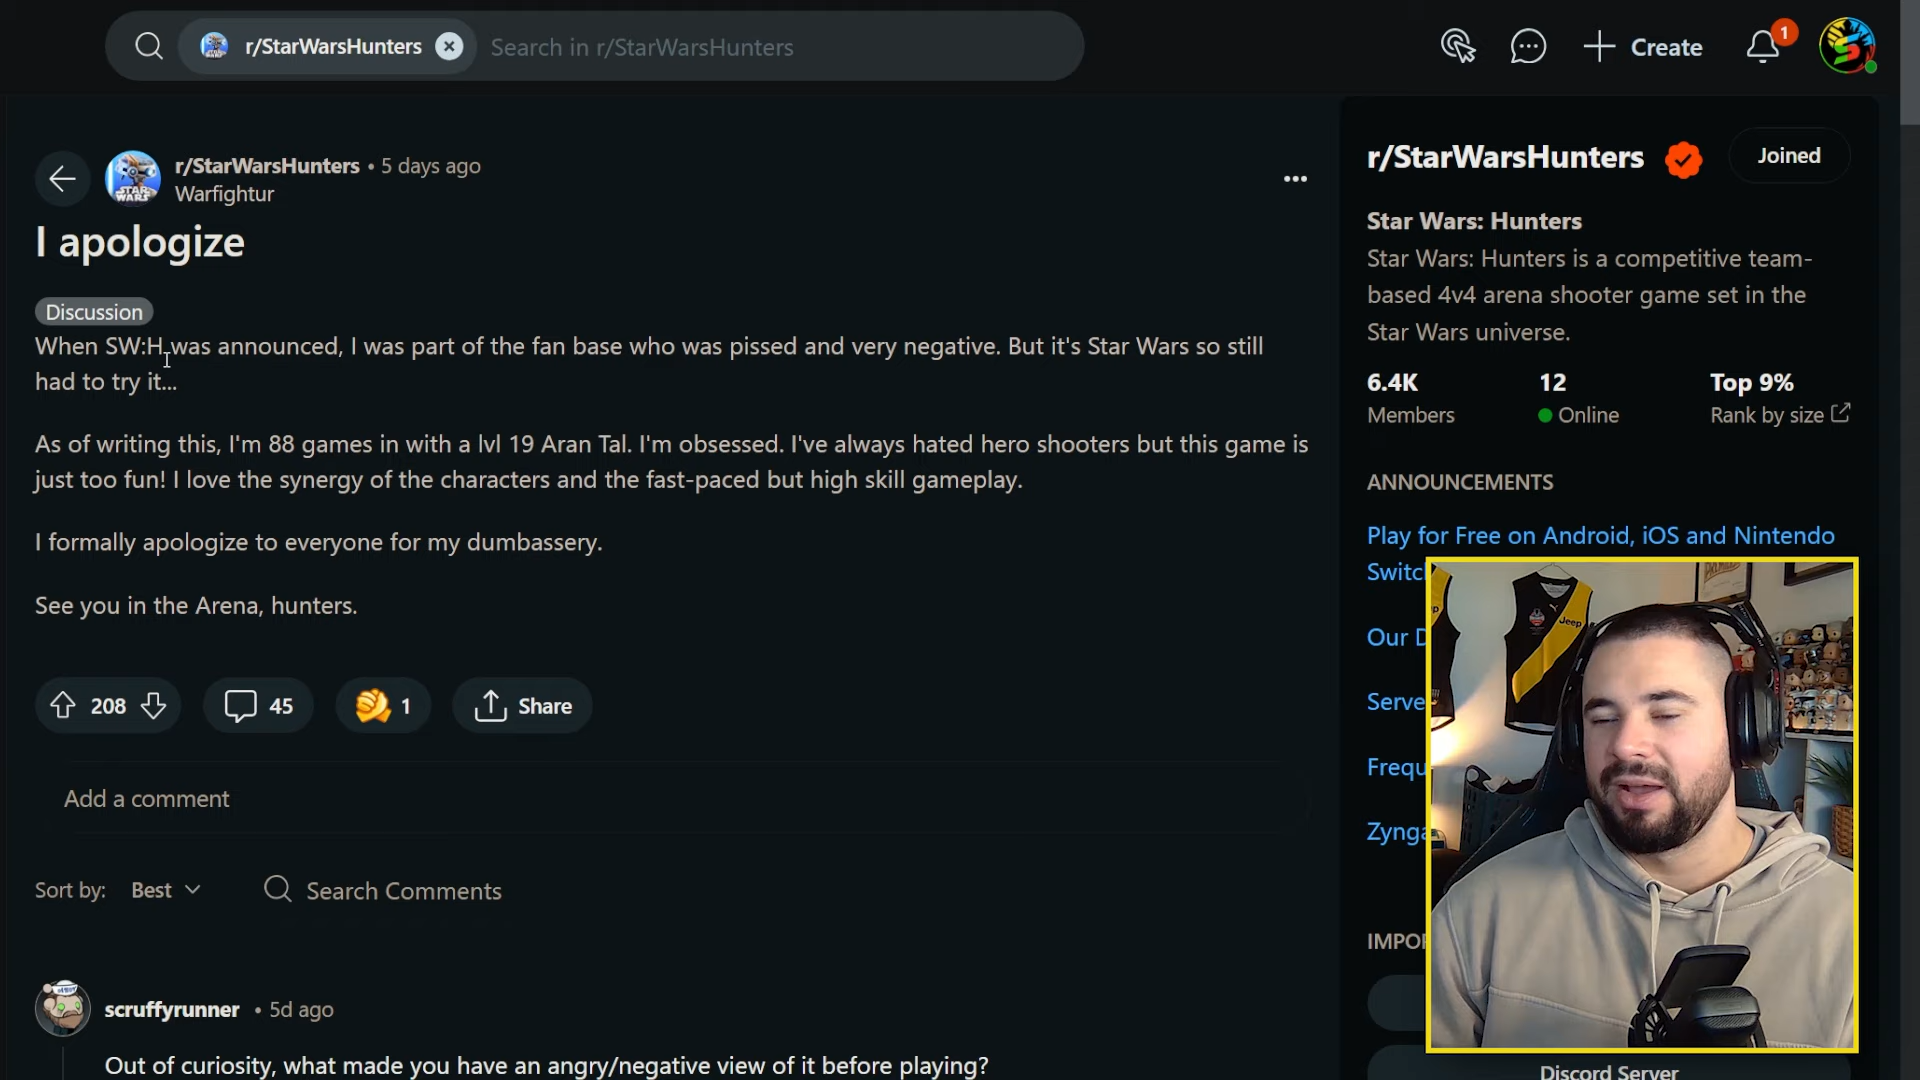 r/StarWarsHunters
Search in r/StarWarsHunters
Create
1
r/StarWarsHunters • 5 days ago
Warfightur
I apologize
Discussion
When SW:H was announced, I was part of the fan base who was pissed and very negative. But it's Star Wars so still
had to try it...
As of writing this, I'm 88 games in with a lvl 19 Aran Tal. I'm obsessed. I've always hated hero shooters but this game is
just too fun! I love the synergy of the characters and the fast-paced but high skill gameplay.
I formally apologize to everyone for my dumbassery.
See you in the Arena, hunters.
208
45
1
Share
Add a comment
Sort by: Best
Search Comments
scruffyrunner • 5d ago
Out of curiosity, what made you have an angry/negative view of it before playing?
r/StarWarsHunters
Joined
Star Wars: Hunters
Star Wars: Hunters is a competitive team-
based 4v4 arena shooter game set in the
Star Wars universe.
6.4K
Members
12
Online
Top 9%
Rank by size
ANNOUNCEMENTS
Play for Free on Android, iOS and Nintendo
Switc
Our D
Serve
Frequ
Zynga
IMPO
Discord Server
Jeep
STAR
WARS